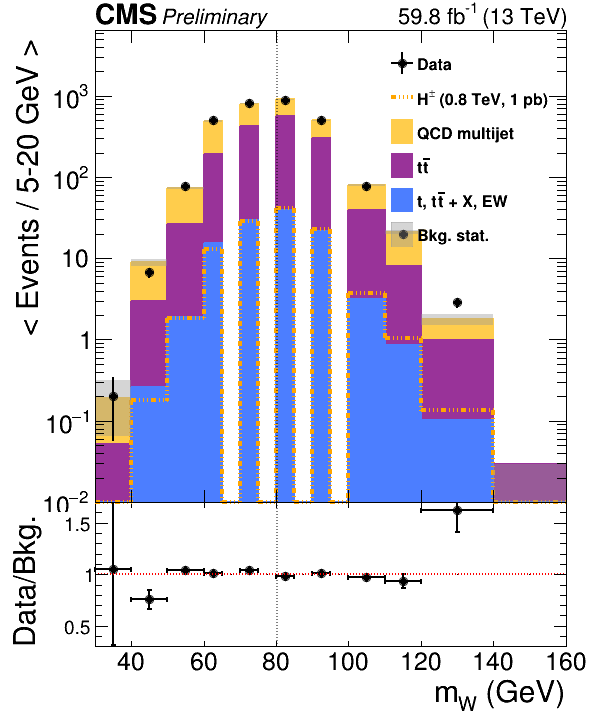 CMS Preliminary 59.8 fb⁻¹ (13 TeV)
< Events / 5-20 GeV >
10³
10²
10
1
10⁻¹
10⁻²
Data
H± (0.8 TeV, 1 pb)
QCD multijet
tt̄
t, tt̄ + X, EW
Bkg. stat.
Data/Bkg.
1.5
1
0.5
40 60 80 100 120 140 160
m_W (GeV)